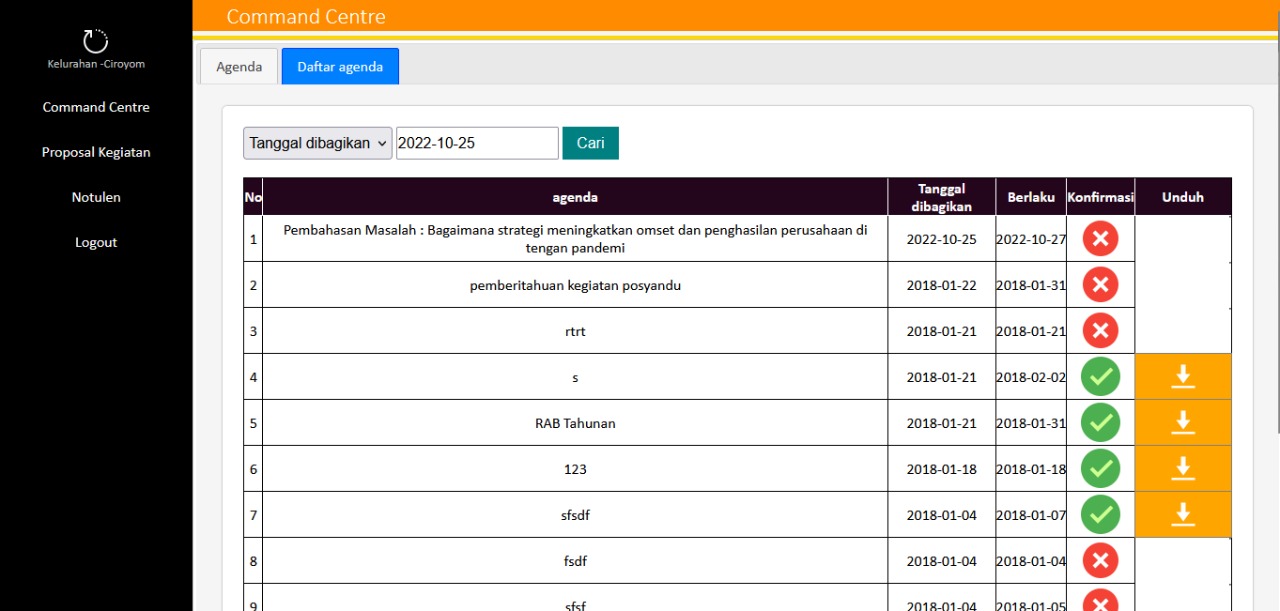 Command Centre
Kelurahan -Ciroyom
Command Centre
Proposal Kegiatan
Notulen
Logout
Agenda Daftar agenda
Tanggal dibagikan 2022-10-25 Cari
No agenda Tanggal dibagikan Berlaku Konfirmasi Unduh
1 Pembahasan Masalah : Bagaimana strategi meningkatkan omset dan penghasilan perusahaan di
tengan pandemi 2022-10-25 2022-10-27
2 pemberitahuan kegiatan posyandu 2018-01-22 2018-01-31
3 rtrt 2018-01-21 2018-01-21
4 s 2018-01-21 2018-02-02
5 RAB Tahunan 2018-01-21 2018-01-31
6 123 2018-01-18 2018-01-18
7 sfsdf 2018-01-04 2018-01-07
8 fsdf 2018-01-04 2018-01-04
9 sfsf 2018-01-04 2018-01-05